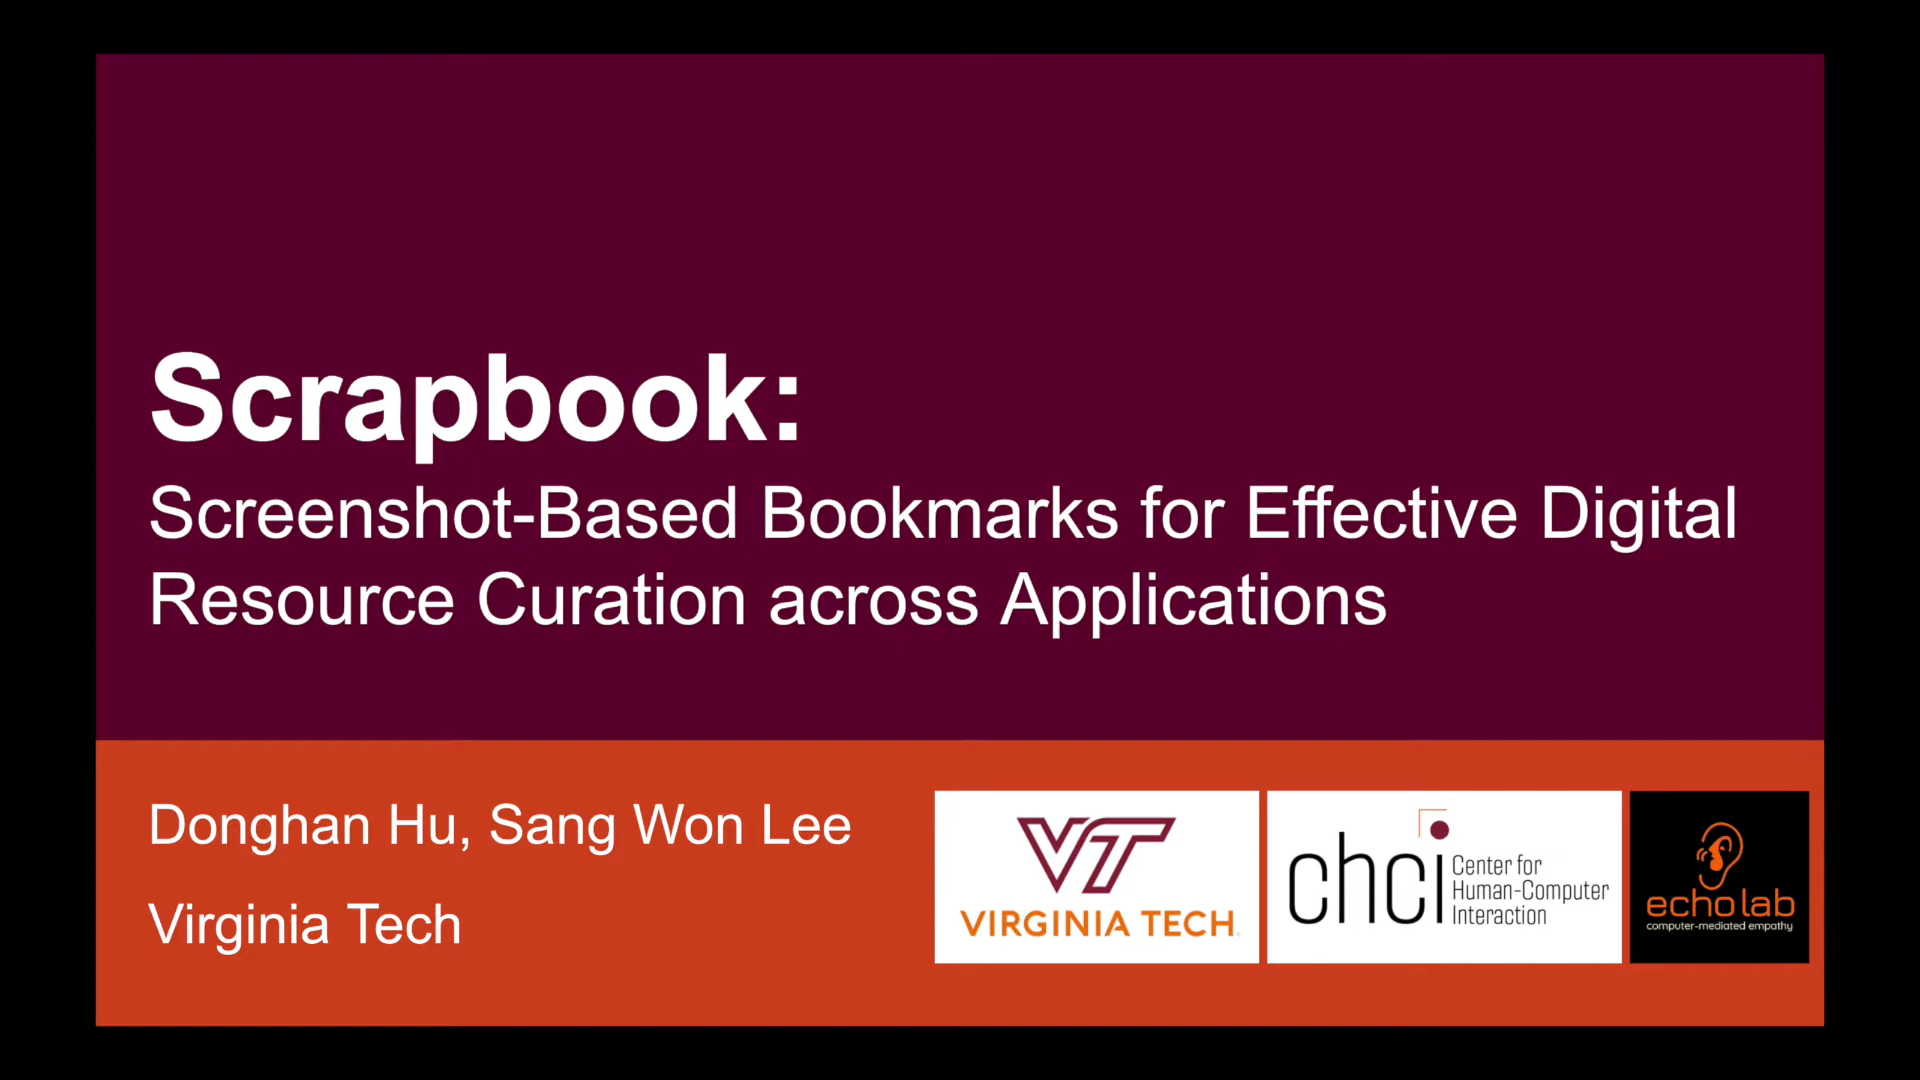 Scrapbook:
Screenshot-Based Bookmarks for Effective Digital
Resource Curation across Applications
Donghan Hu, Sang Won Lee
Virginia Tech
VT
VIRGINIA TECH
chci
Center for
Human-Computer
Interaction
echo lab
computer-mediated empathy